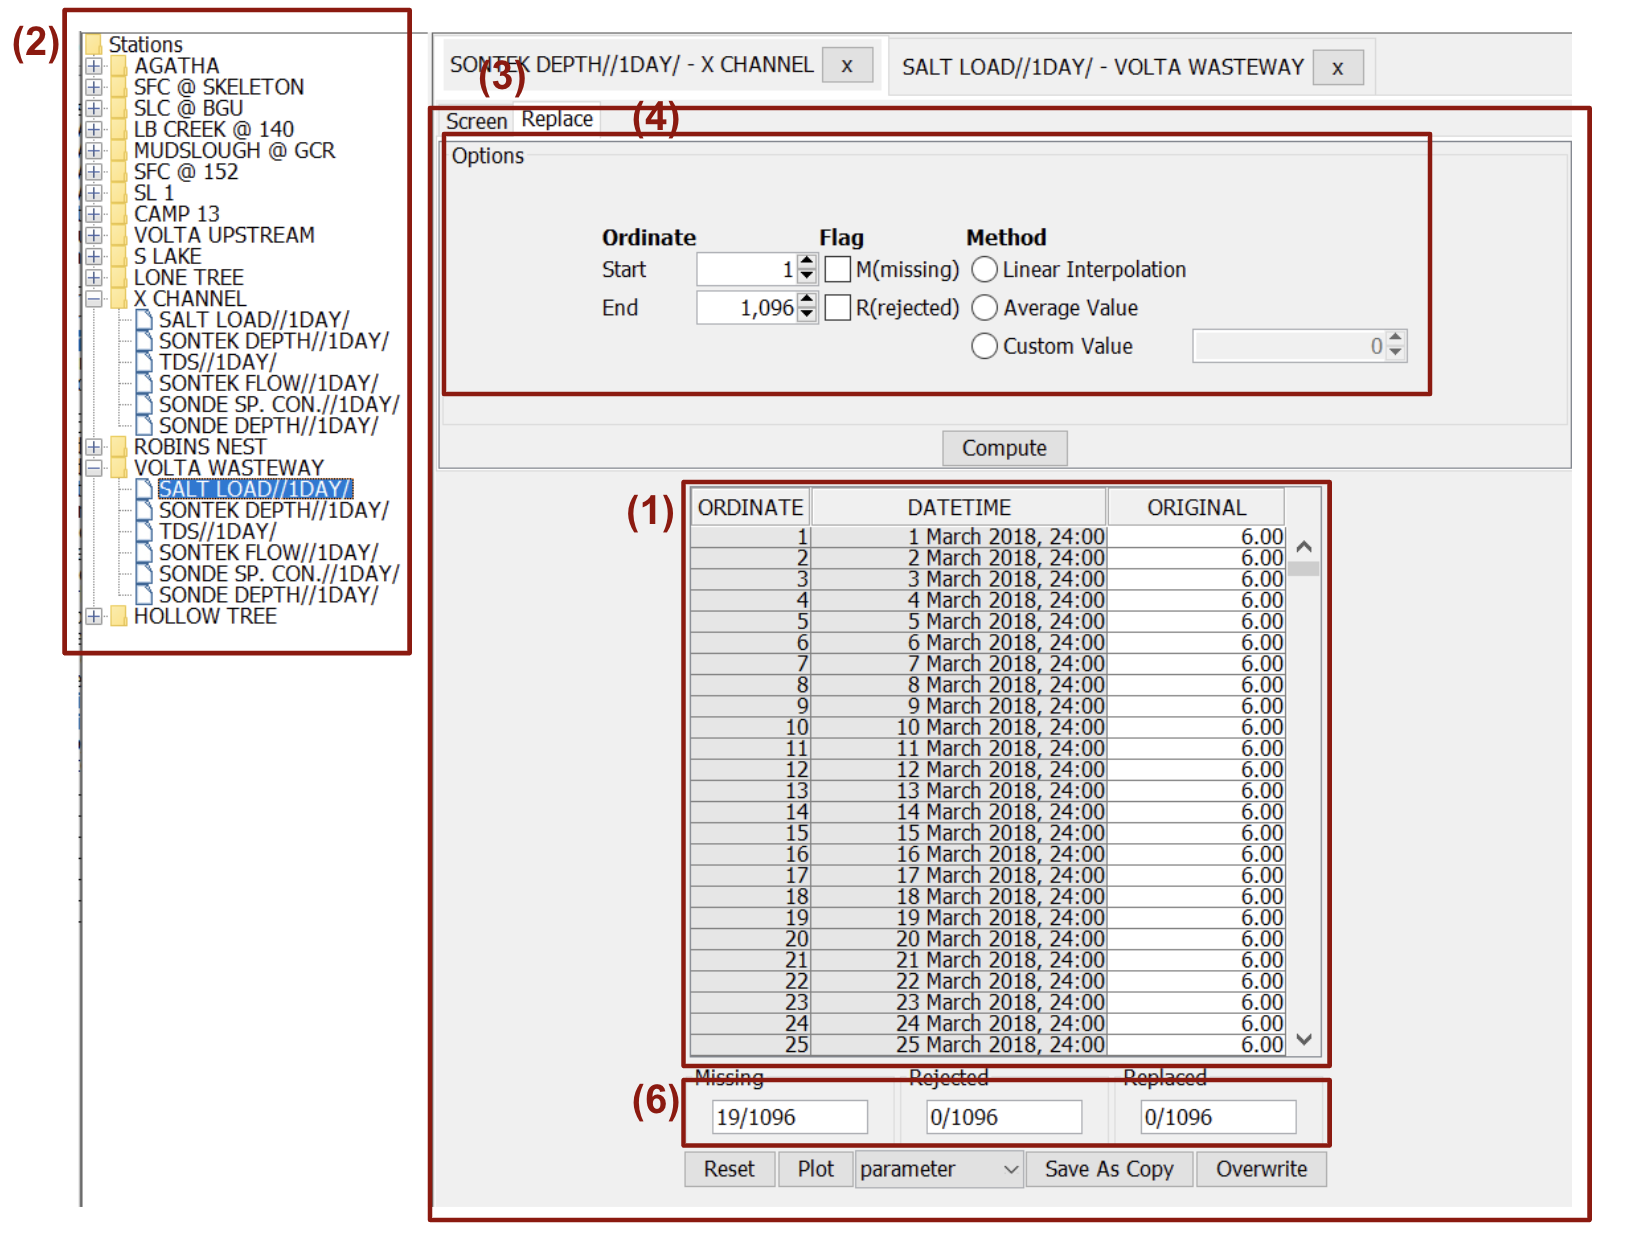 (2)
Stations
AGATHA
SFC @ SKELETON
SLC @ BGU
LB CREEK @ 140
MUDSLOUGH @ GCR
SFC @ 152
SL 1
CAMP 13
VOLTA UPSTREAM
S LAKE
LONE TREE
X CHANNEL
SALT LOAD//1DAY/
SONTEK DEPTH//1DAY/
TDS//1DAY/
SONTEK FLOW//1DAY/
SONDE SP. CON.//1DAY/
SONDE DEPTH//1DAY/
ROBINS NEST
VOLTA WASTEWAY
SALT LOAD//1DAY/
SONTEK DEPTH//1DAY/
TDS//1DAY/
SONTEK FLOW//1DAY/
SONDE SP. CON.//1DAY/
SONDE DEPTH//1DAY/
HOLLOW TREE
SONTEK DEPTH//1DAY/ - X CHANNEL x SALT LOAD//1DAY/ - VOLTA WASTEWAY x
(3)
Screen Replace (4)
Options
Ordinate Flag Method
Start 1 M(missing) Linear Interpolation
End 1,096 R(rejected) Average Value
Custom Value 0
Compute
(1)
ORDINATE DATETIME ORIGINAL
1 1 March 2018, 24:00 6.00
2 2 March 2018, 24:00 6.00
3 3 March 2018, 24:00 6.00
4 4 March 2018, 24:00 6.00
5 5 March 2018, 24:00 6.00
6 6 March 2018, 24:00 6.00
7 7 March 2018, 24:00 6.00
8 8 March 2018, 24:00 6.00
9 9 March 2018, 24:00 6.00
10 10 March 2018, 24:00 6.00
11 11 March 2018, 24:00 6.00
12 12 March 2018, 24:00 6.00
13 13 March 2018, 24:00 6.00
14 14 March 2018, 24:00 6.00
15 15 March 2018, 24:00 6.00
16 16 March 2018, 24:00 6.00
17 17 March 2018, 24:00 6.00
18 18 March 2018, 24:00 6.00
19 19 March 2018, 24:00 6.00
20 20 March 2018, 24:00 6.00
21 21 March 2018, 24:00 6.00
22 22 March 2018, 24:00 6.00
23 23 March 2018, 24:00 6.00
24 24 March 2018, 24:00 6.00
25 25 March 2018, 24:00 6.00
(6)
Missing Rejected Replaced
19/1096 0/1096 0/1096
Reset Plot parameter Save As Copy Overwrite